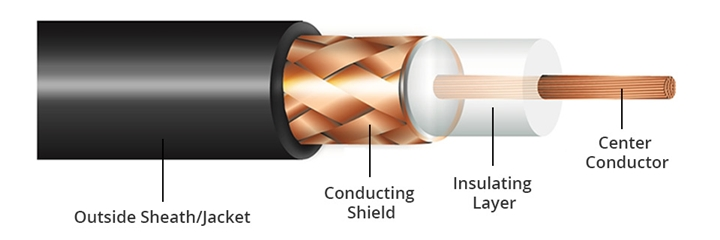 Outside Sheath/Jacket
Conducting
Shield
Insulating
Layer
Center
Conductor